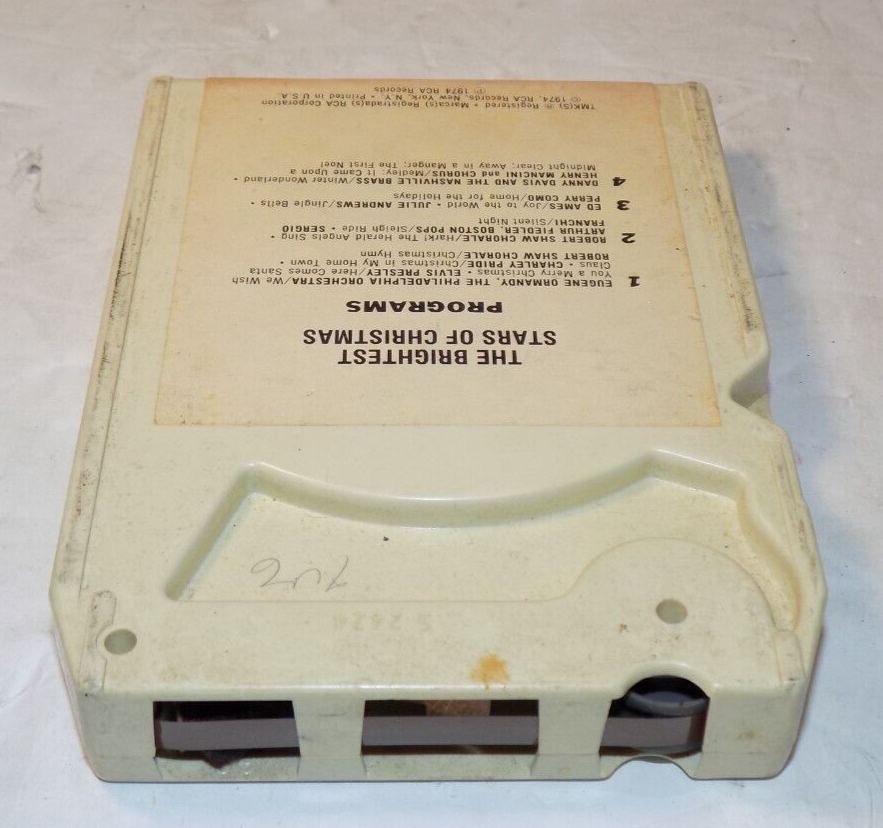 THE BRIGHTEST
STARS OF CHRISTMAS
PROGRAMS
1 EUGENE ORMANDY, THE PHILADELPHIA ORCHESTRA/We Wish
You a Merry Christmas • ELVIS PRESLEY/Here Comes Santa
Claus • CHARLEY PRIDE/Christmas in My Home Town
ROBERT SHAW CHORALE/Christmas Hymn
2 ROBERT SHAW CHORALE/Hark! The Herald Angels Sing •
ARTHUR FIEDLER, BOSTON POPS/Sleigh Ride • SERGIO
FRANCHI/Silent Night
3 ED AMES/Joy to the World • JULIE ANDREWS/Jingle Bells •
PERRY COMO/Home for the Holidays
4 DANNY DAVIS AND THE NASHVILLE BRASS/Winter Wonderland •
HENRY MANCINI and CHORUS/Medley: It Came Upon a
Midnight Clear; Away in a Manger; The First Noel
TMK(S) ® Registered • Marca(s) Registrada(s) RCA Corporation
© 1974, RCA Records, New York, N.Y. • Printed in U.S.A
℗ 1974 RCA Records